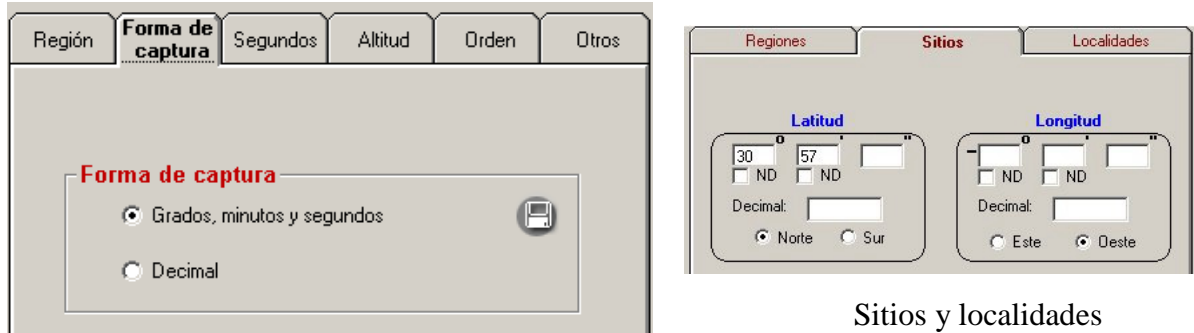 Región Forma de captura Segundos Altitud Orden Otros
Forma de captura
Grados, minutos y segundos
Decimal
Regiones Sitios Localidades
Latitud Longitud
o ' " o ' "
30 57 -
ND ND ND ND
Decimal: Decimal:
Norte Sur Este Oeste
Sitios y localidades